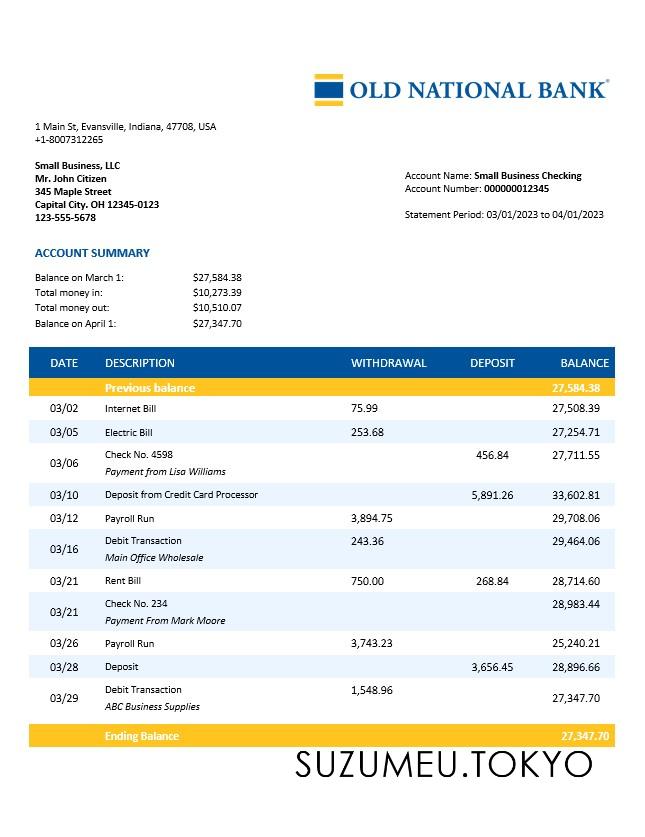 OLD NATIONAL BANK®
1 Main St, Evansville, Indiana, 47708, USA
+1-8007312265
Small Business, LLC
Mr. John Citizen
345 Maple Street
Capital City. OH 12345-0123
123-555-5678
Account Name: Small Business Checking
Account Number: 000000012345
Statement Period: 03/01/2023 to 04/01/2023
ACCOUNT SUMMARY
Balance on March 1: $27,584.38
Total money in: $10,273.39
Total money out: $10,510.07
Balance on April 1: $27,347.70
DATE DESCRIPTION WITHDRAWAL DEPOSIT BALANCE
Previous balance 27,584.38
03/02 Internet Bill 75.99 27,508.39
03/05 Electric Bill 253.68 27,254.71
03/06 Check No. 4598 456.84 27,711.55
Payment from Lisa Williams
03/10 Deposit from Credit Card Processor 5,891.26 33,602.81
03/12 Payroll Run 3,894.75 29,708.06
03/16 Debit Transaction 243.36 29,464.06
Main Office Wholesale
03/21 Rent Bill 750.00 268.84 28,714.60
03/21 Check No. 234 28,983.44
Payment From Mark Moore
03/26 Payroll Run 3,743.23 25,240.21
03/28 Deposit 3,656.45 28,896.66
03/29 Debit Transaction 1,548.96 27,347.70
ABC Business Supplies
Ending Balance 27,347.70
SUZUMEU.TOKYO